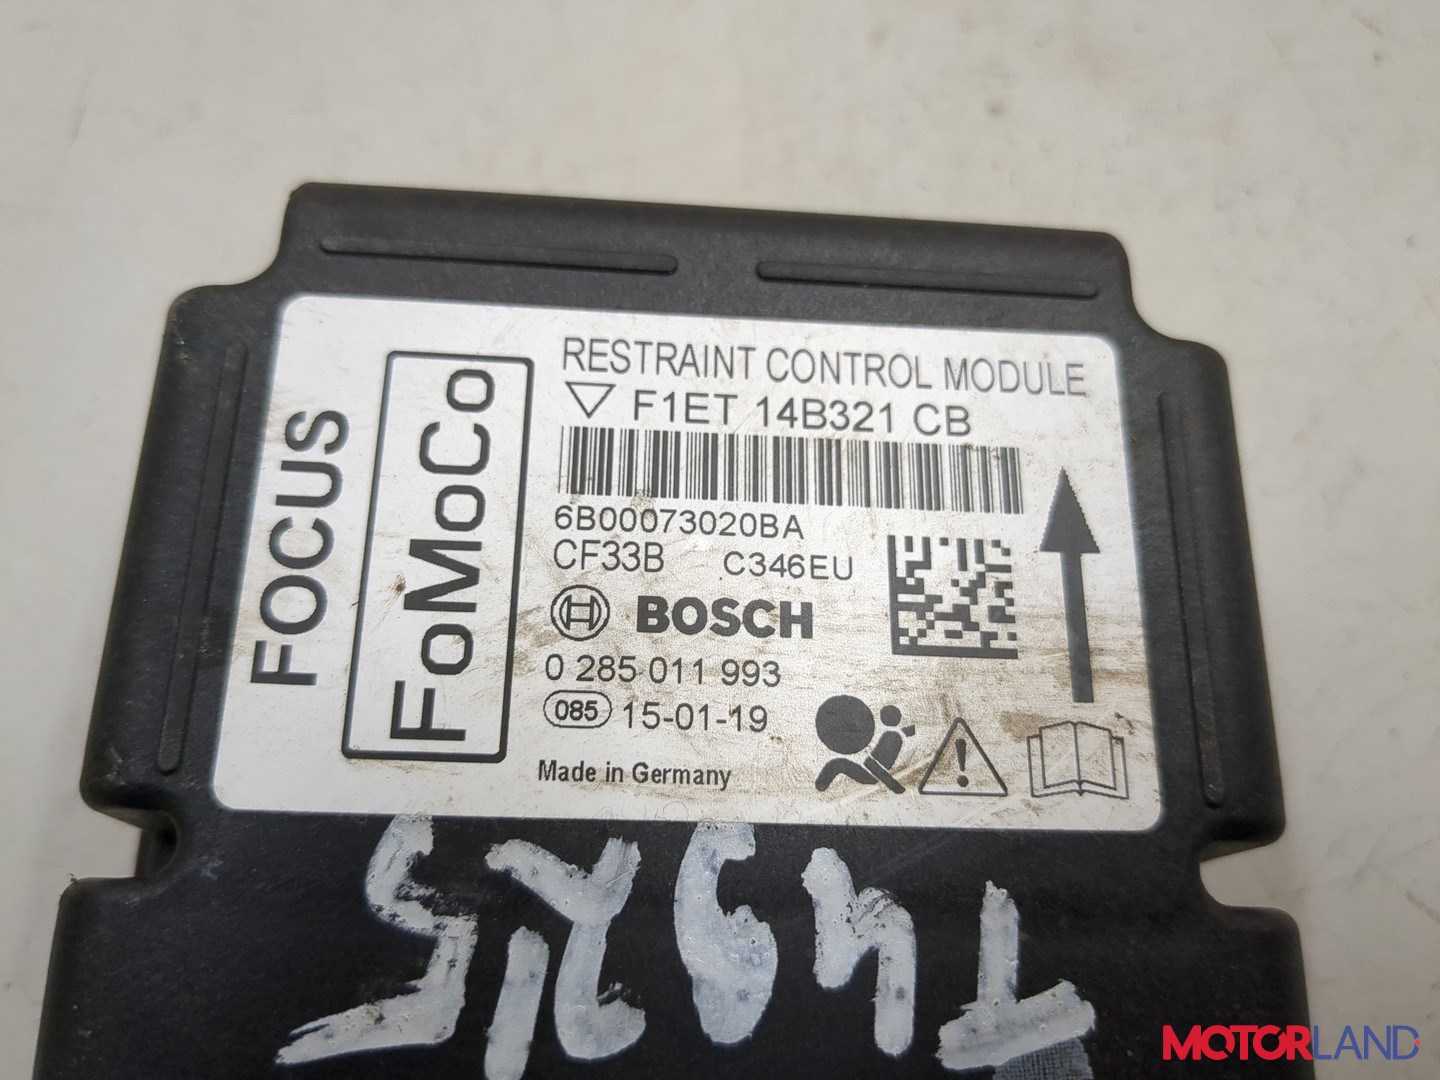 RESTRAINT CONTROL MODULE
F1ET 14B321 CB
6B00073020BA
CF33B C346EU
BOSCH
0 285 011 993
085 15-01-19
Made in Germany
FOCUS
FoMoCo
MOTORLAND